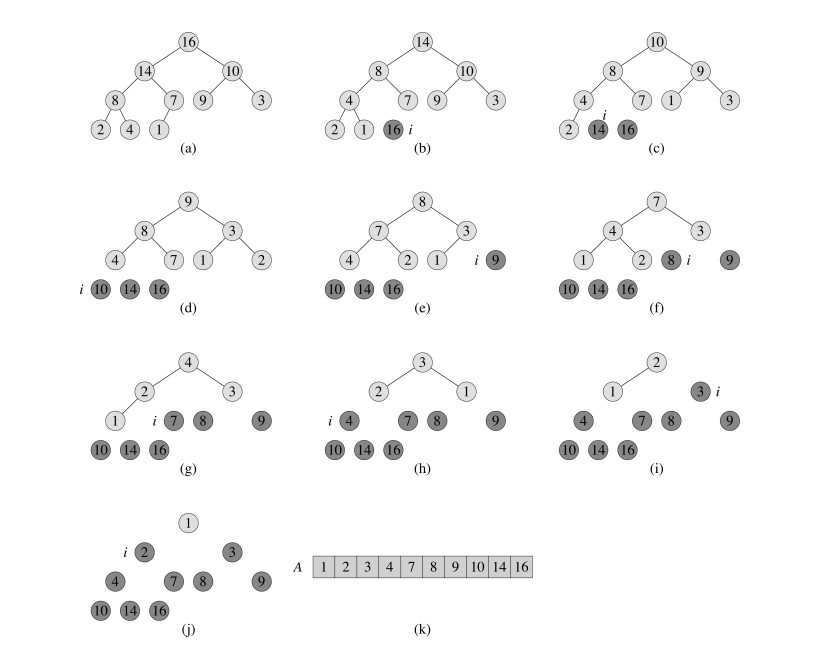 16 14 10
14 10 8 10 9
8 7 9 3 4 7 9 3 4 7 1 3
2 4 1 2 1 16 i 2 14 i 16
(a) (b) (c)
9 8 7
8 3 7 3 4 3
4 7 1 2 4 2 1 i 9 1 2 8 i 9
i 10 14 16 10 14 16 10 14 16
(d) (e) (f)
4 3 2
2 3 2 1 1 3 i
1 i 7 8 9 i 4 7 8 9 4 7 8 9
10 14 16 10 14 16 10 14 16
(g) (h) (i)
1
i 2 3
A 1 2 3 4 7 8 9 10 14 16
4 7 8 9
10 14 16
(j) (k)